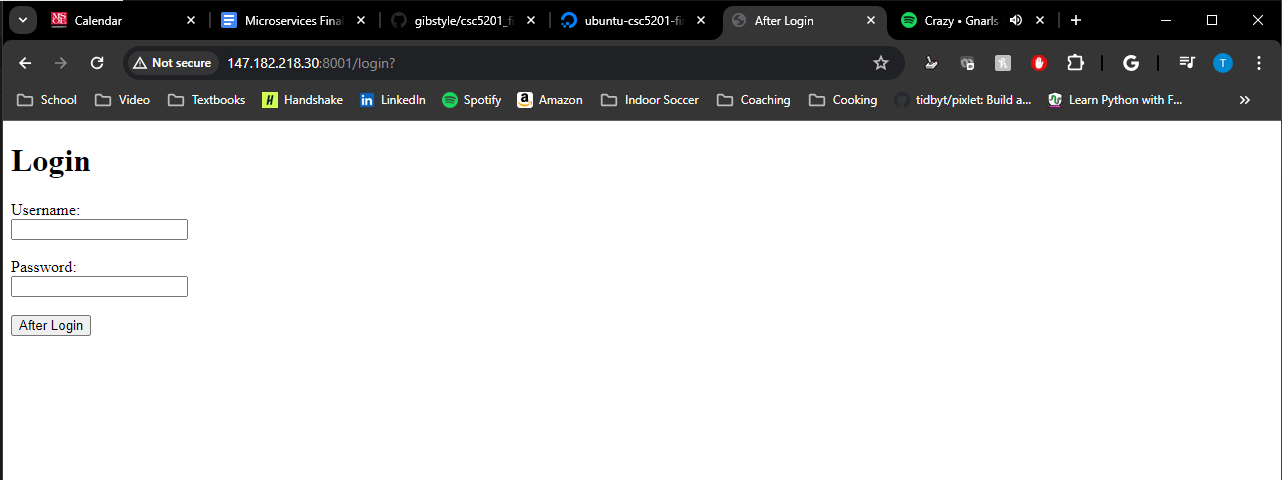 Calendar
Microservices Final
gibstyle/csc5201_fi
ubuntu-csc5201-fi
After Login
Crazy • Gnarls
Not secure
147.182.218.30:8001/login?
G
T
School
Video
Textbooks
Handshake
LinkedIn
Spotify
Amazon
Indoor Soccer
Coaching
Cooking
tidbyt/pixlet: Build a...
Learn Python with F...
Login
Username:
Password:
After Login